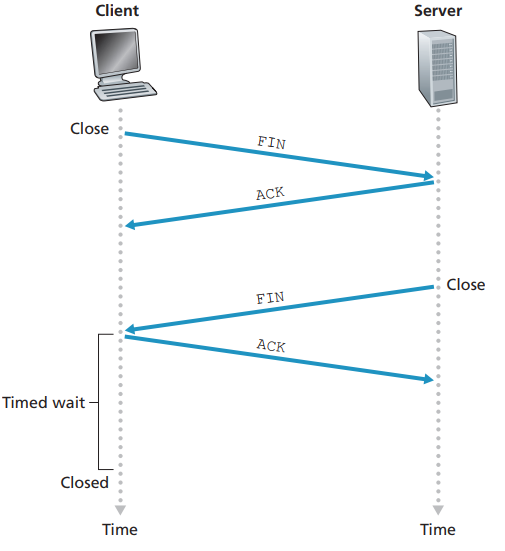 Client
Server
Close
FIN
ACK
Close
FIN
ACK
Timed wait
Closed
Time
Time